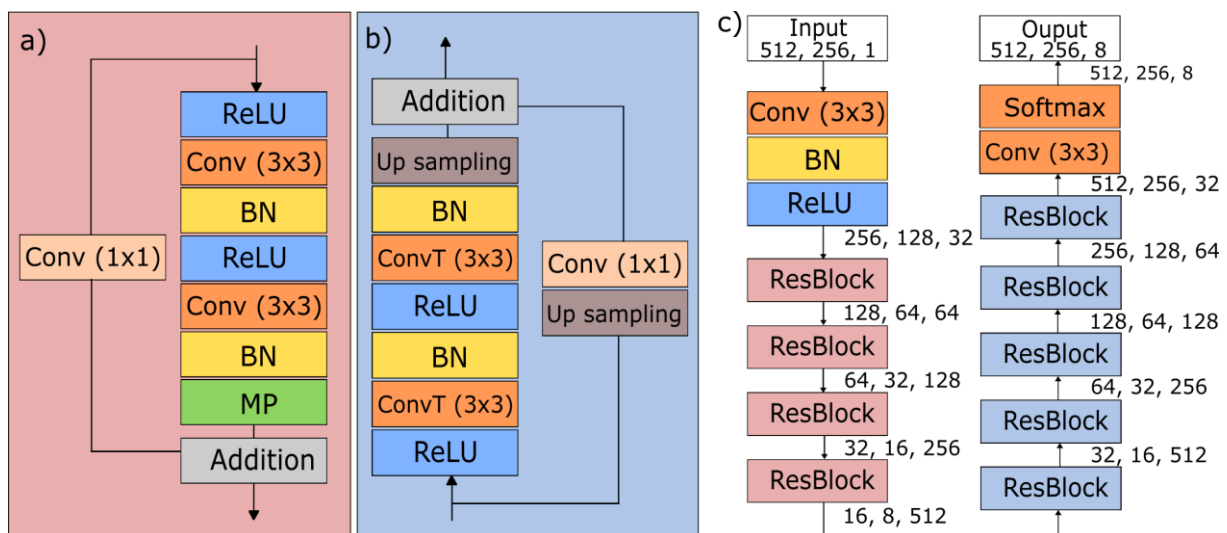 a)
ReLU
Conv (3x3)
BN
ReLU
Conv (3x3)
BN
MP
Addition
Conv (1x1)
b)
Addition
Up sampling
BN
ConvT (3x3)
ReLU
BN
ConvT (3x3)
ReLU
Conv (1x1)
Up sampling
c)
Input
512, 256, 1
Conv (3x3)
BN
ReLU
256, 128, 32
ResBlock
128, 64, 64
ResBlock
64, 32, 128
ResBlock
32, 16, 256
ResBlock
16, 8, 512
Ouput
512, 256, 8
512, 256, 8
Softmax
Conv (3x3)
512, 256, 32
ResBlock
256, 128, 64
ResBlock
128, 64, 128
ResBlock
64, 32, 256
ResBlock
32, 16, 512
ResBlock